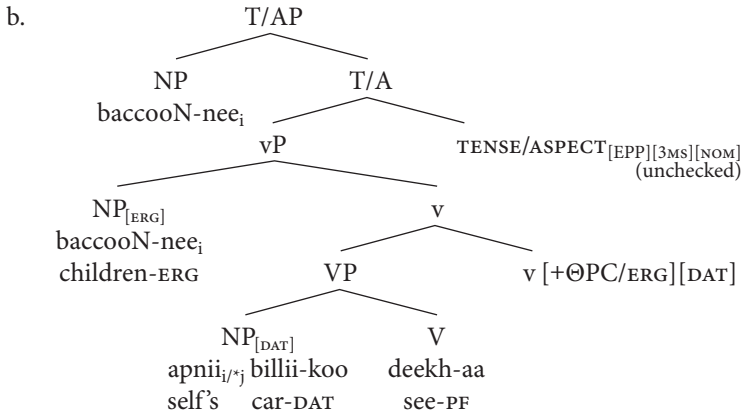 b.
T/AP
NP T/A
baccooN-neeᵢ
vP TENSE/ASPECT[EPP][3MS][NOM]
(unchecked)
NP[ERG] v
baccooN-neeᵢ
children-ERG VP v [+ΘPC/ERG][DAT]
NP[DAT] V
apniiᵢ/*ⱼ billii-koo deekh-aa
self's car-DAT see-PF